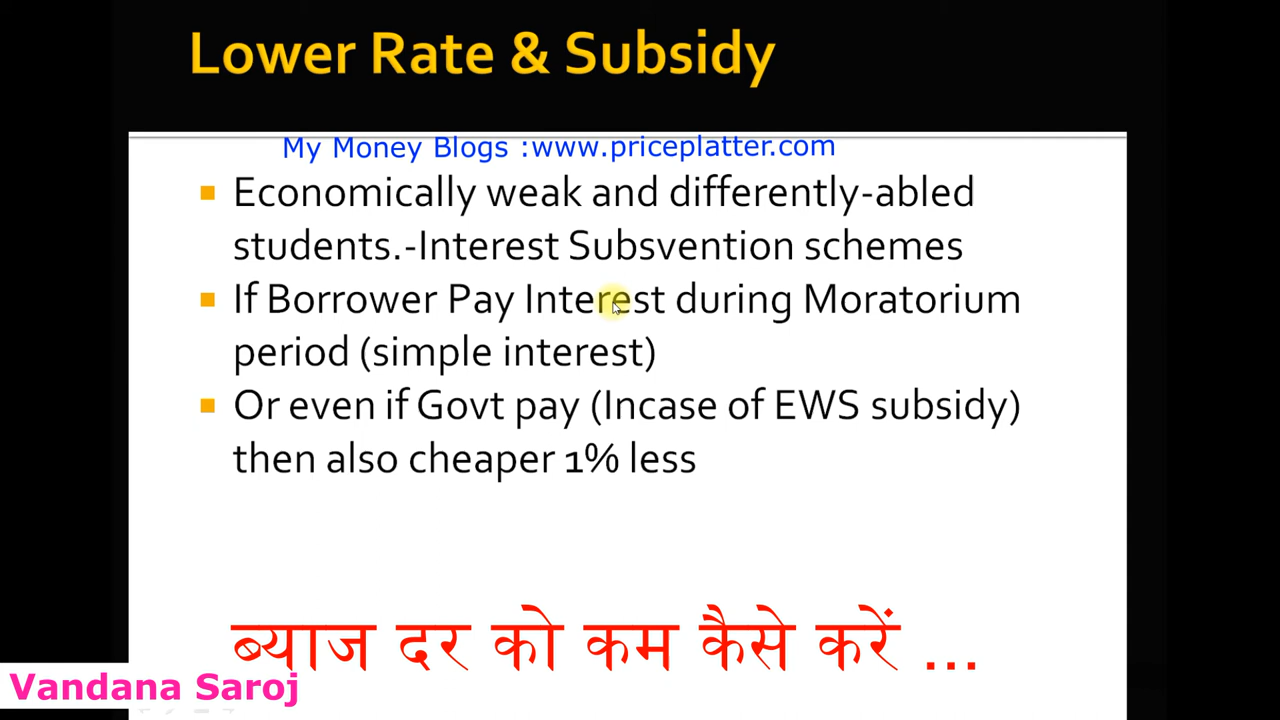 Lower Rate & Subsidy
My Money Blogs :www.priceplatter.com
Economically weak and differently-abled
students.-Interest Subsvention schemes
If Borrower Pay Interest during Moratorium
period (simple interest)
Or even if Govt pay (Incase of EWS subsidy)
then also cheaper 1% less
ब्याज दर को कम कैसे करें ...
Vandana Saroj